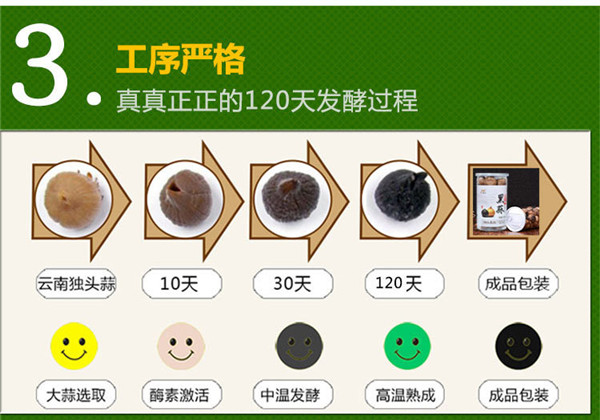 3.
工序严格
真真正正的120天发酵过程
黑蒜
云南独头蒜 10天 30天 120天 成品包装
大蒜选取 酶素激活 中温发酵 高温熟成 成品包装